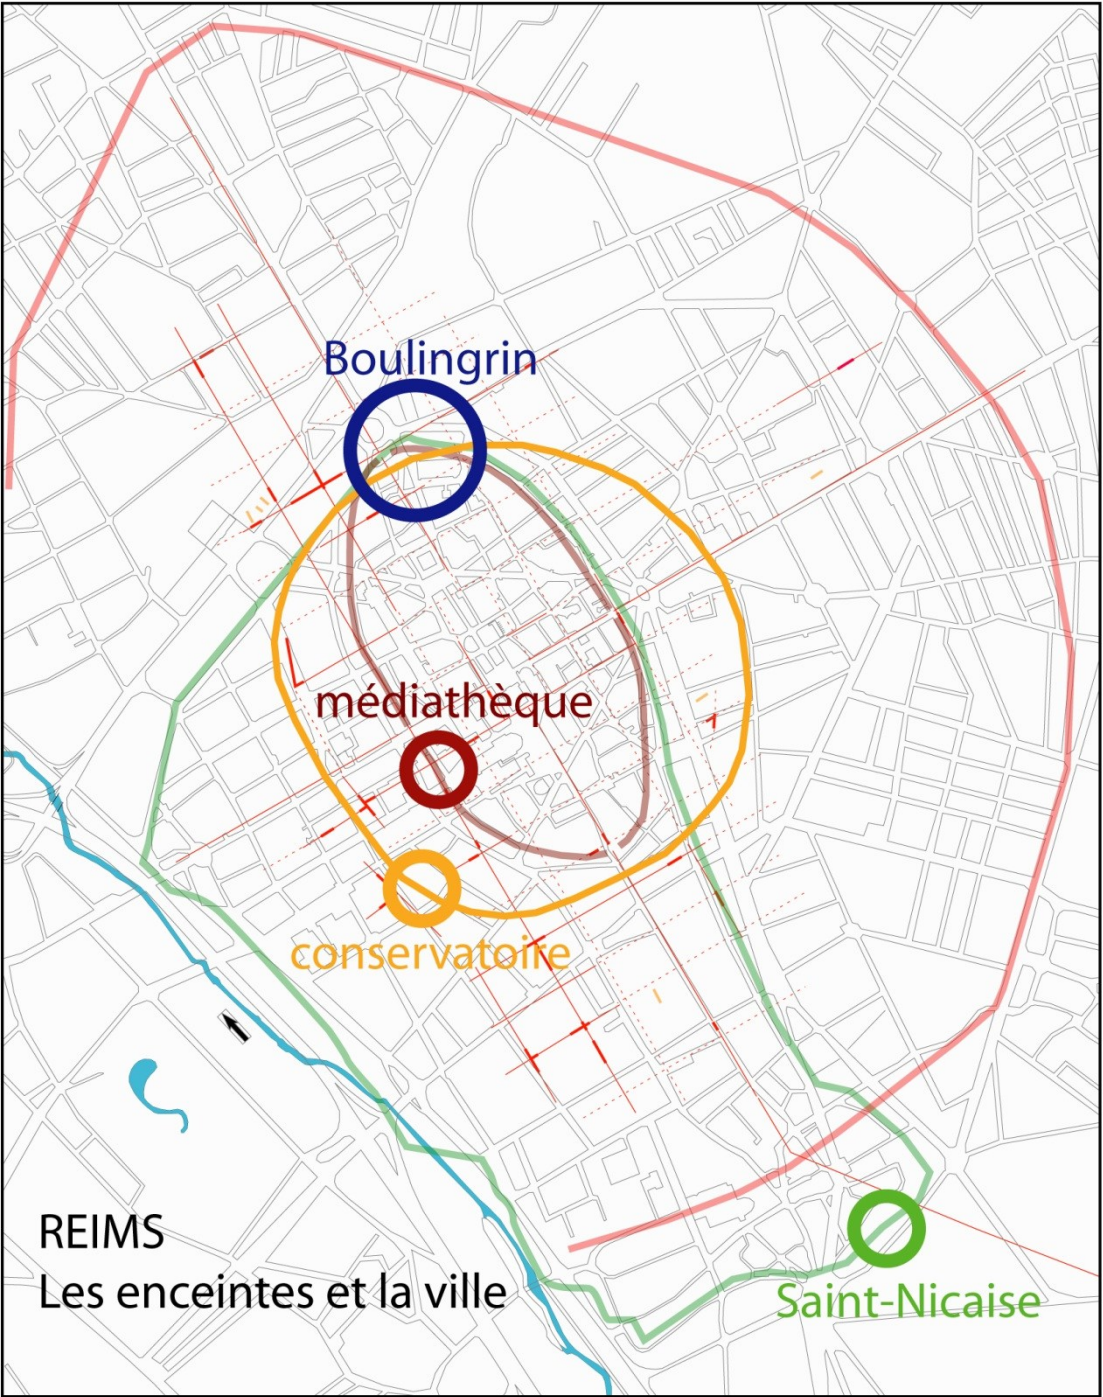 Boulingrin
médiathèque
conservatoire
REIMS
Les enceintes et la ville
Saint-Nicaise